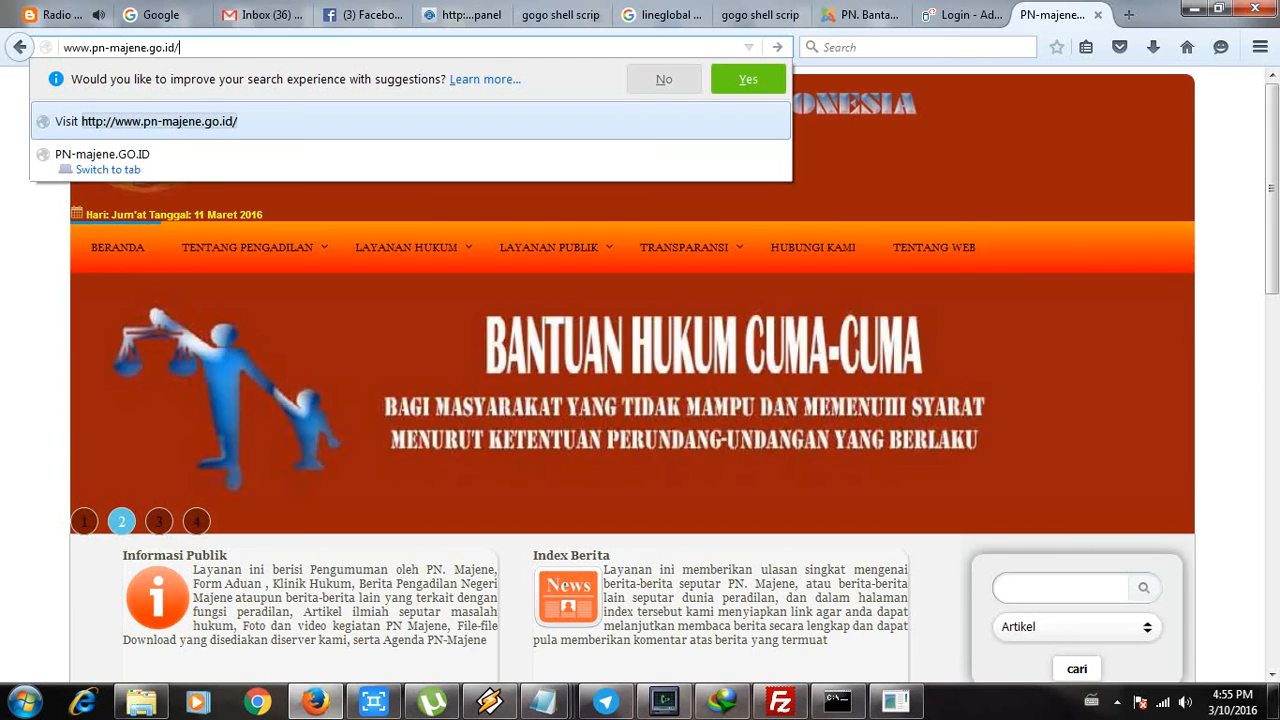 Radio ...
Google
Inbox (36) ...
(3) Facebo...
http:...panel
gogo shell scrip
lineglobal ...
gogo shell scrip
PN. Banta...
Login - Ad...
PN-majene...
www.pn-majene.go.id/
Search
Would you like to improve your search experience with suggestions? Learn more...
No
Yes
Visit http://www.pn-majene.go.id/
PN-majene.GO.ID
Switch to tab
ONESIA
Hari: Jum'at Tanggal: 11 Maret 2016
BERANDA
TENTANG PENGADILAN
LAYANAN HUKUM
LAYANAN PUBLIK
TRANSPARANSI
HUBUNGI KAMI
TENTANG WEB
BANTUAN HUKUM CUMA-CUMA
BAGI MASYARAKAT YANG TIDAK MAMPU DAN MEMENUHI SYARAT
MENURUT KETENTUAN PERUNDANG-UNDANGAN YANG BERLAKU
1 2 3 4
Informasi Publik
Layanan ini berisi Pengumuman oleh PN. Majene,
Form Aduan , Klinik Hukum, Berita Pengadilan Negeri
Majene ataupun berita-berita lain yang terkait dengan
fungsi peradilan, Artikel ilmiah seputar masalah
hukum, Foto dan video kegiatan PN Majene, File-file
Download yang disediakan diserver kami, serta Agenda PN-Majene
Index Berita
News
Layanan ini memberikan ulasan singkat mengenai
berita-berita seputar PN. Majene, atau berita-berita
lain seputar dunia peradilan, dan dalam halaman
index tersebut kami menyiapkan link agar anda dapat
melanjutkan membaca berita secara lengkap dan dapat
pula memberikan komentar atas berita yang termuat
Artikel
cari
4:55 PM
3/10/2016